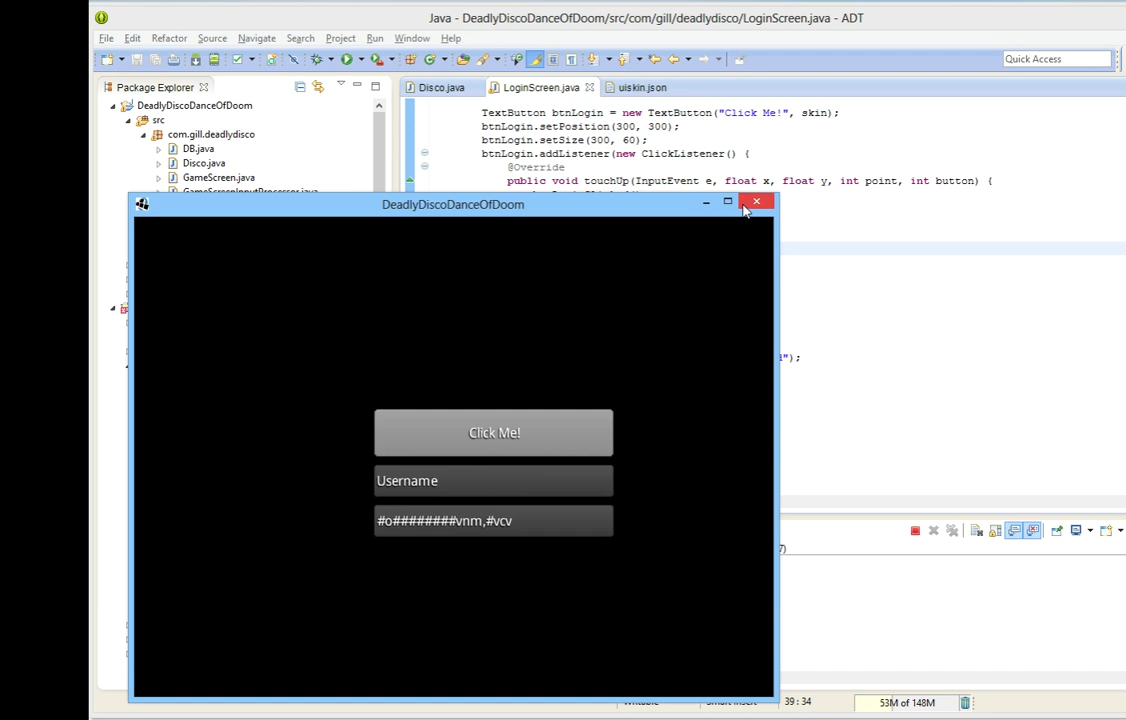 Java - DeadlyDiscoDanceOfDoom/src/com/gill/deadlydisco/LoginScreen.java - ADT
File Edit Refactor Source Navigate Search Project Run Window Help
Quick Access
Package Explorer
Disco.java LoginScreen.java uiskin.json
DeadlyDiscoDanceOfDoom
src
com.gill.deadlydisco
DB.java
Disco.java
GameScreen.java
GameScreenInputProcessor.java
TextButton btnLogin = new TextButton("Click Me!", skin);
btnLogin.setPosition(300, 300);
btnLogin.setSize(300, 60);
btnLogin.addListener(new ClickListener() {
@Override
public void touchUp(InputEvent e, float x, float y, int point, int button) {
");
DeadlyDiscoDanceOfDoom
Click Me!
Username
#o########vnm,#vcv
39 : 34
53M of 148M